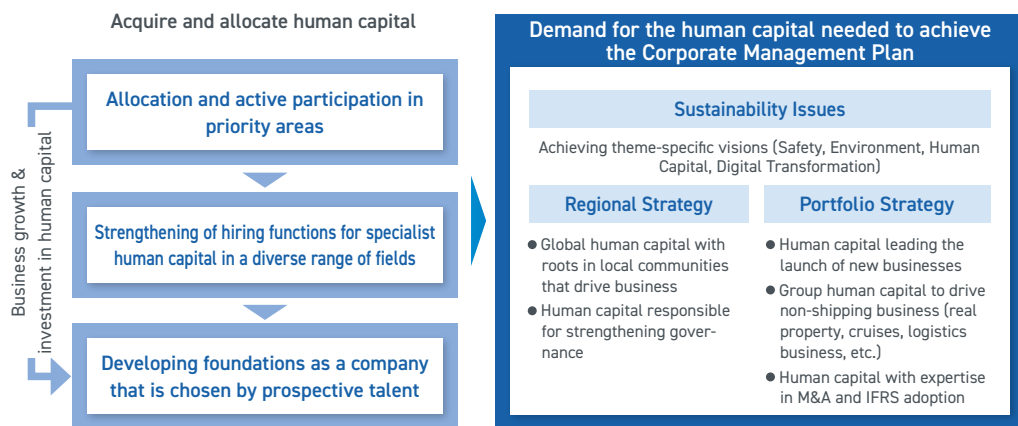 Acquire and allocate human capital
Business growth &
investment in human capital
Allocation and active participation in
priority areas
Strengthening of hiring functions for specialist
human capital in a diverse range of fields
Developing foundations as a company
that is chosen by prospective talent
Demand for the human capital needed to achieve
the Corporate Management Plan
Sustainability Issues
Achieving theme-specific visions (Safety, Environment, Human
Capital, Digital Transformation)
Regional Strategy
● Global human capital with
roots in local communities
that drive business
● Human capital responsible
for strengthening gover-
nance
Portfolio Strategy
● Human capital leading the
launch of new businesses
● Group human capital to drive
non-shipping business (real
property, cruises, logistics
business, etc.)
● Human capital with expertise
in M&A and IFRS adoption